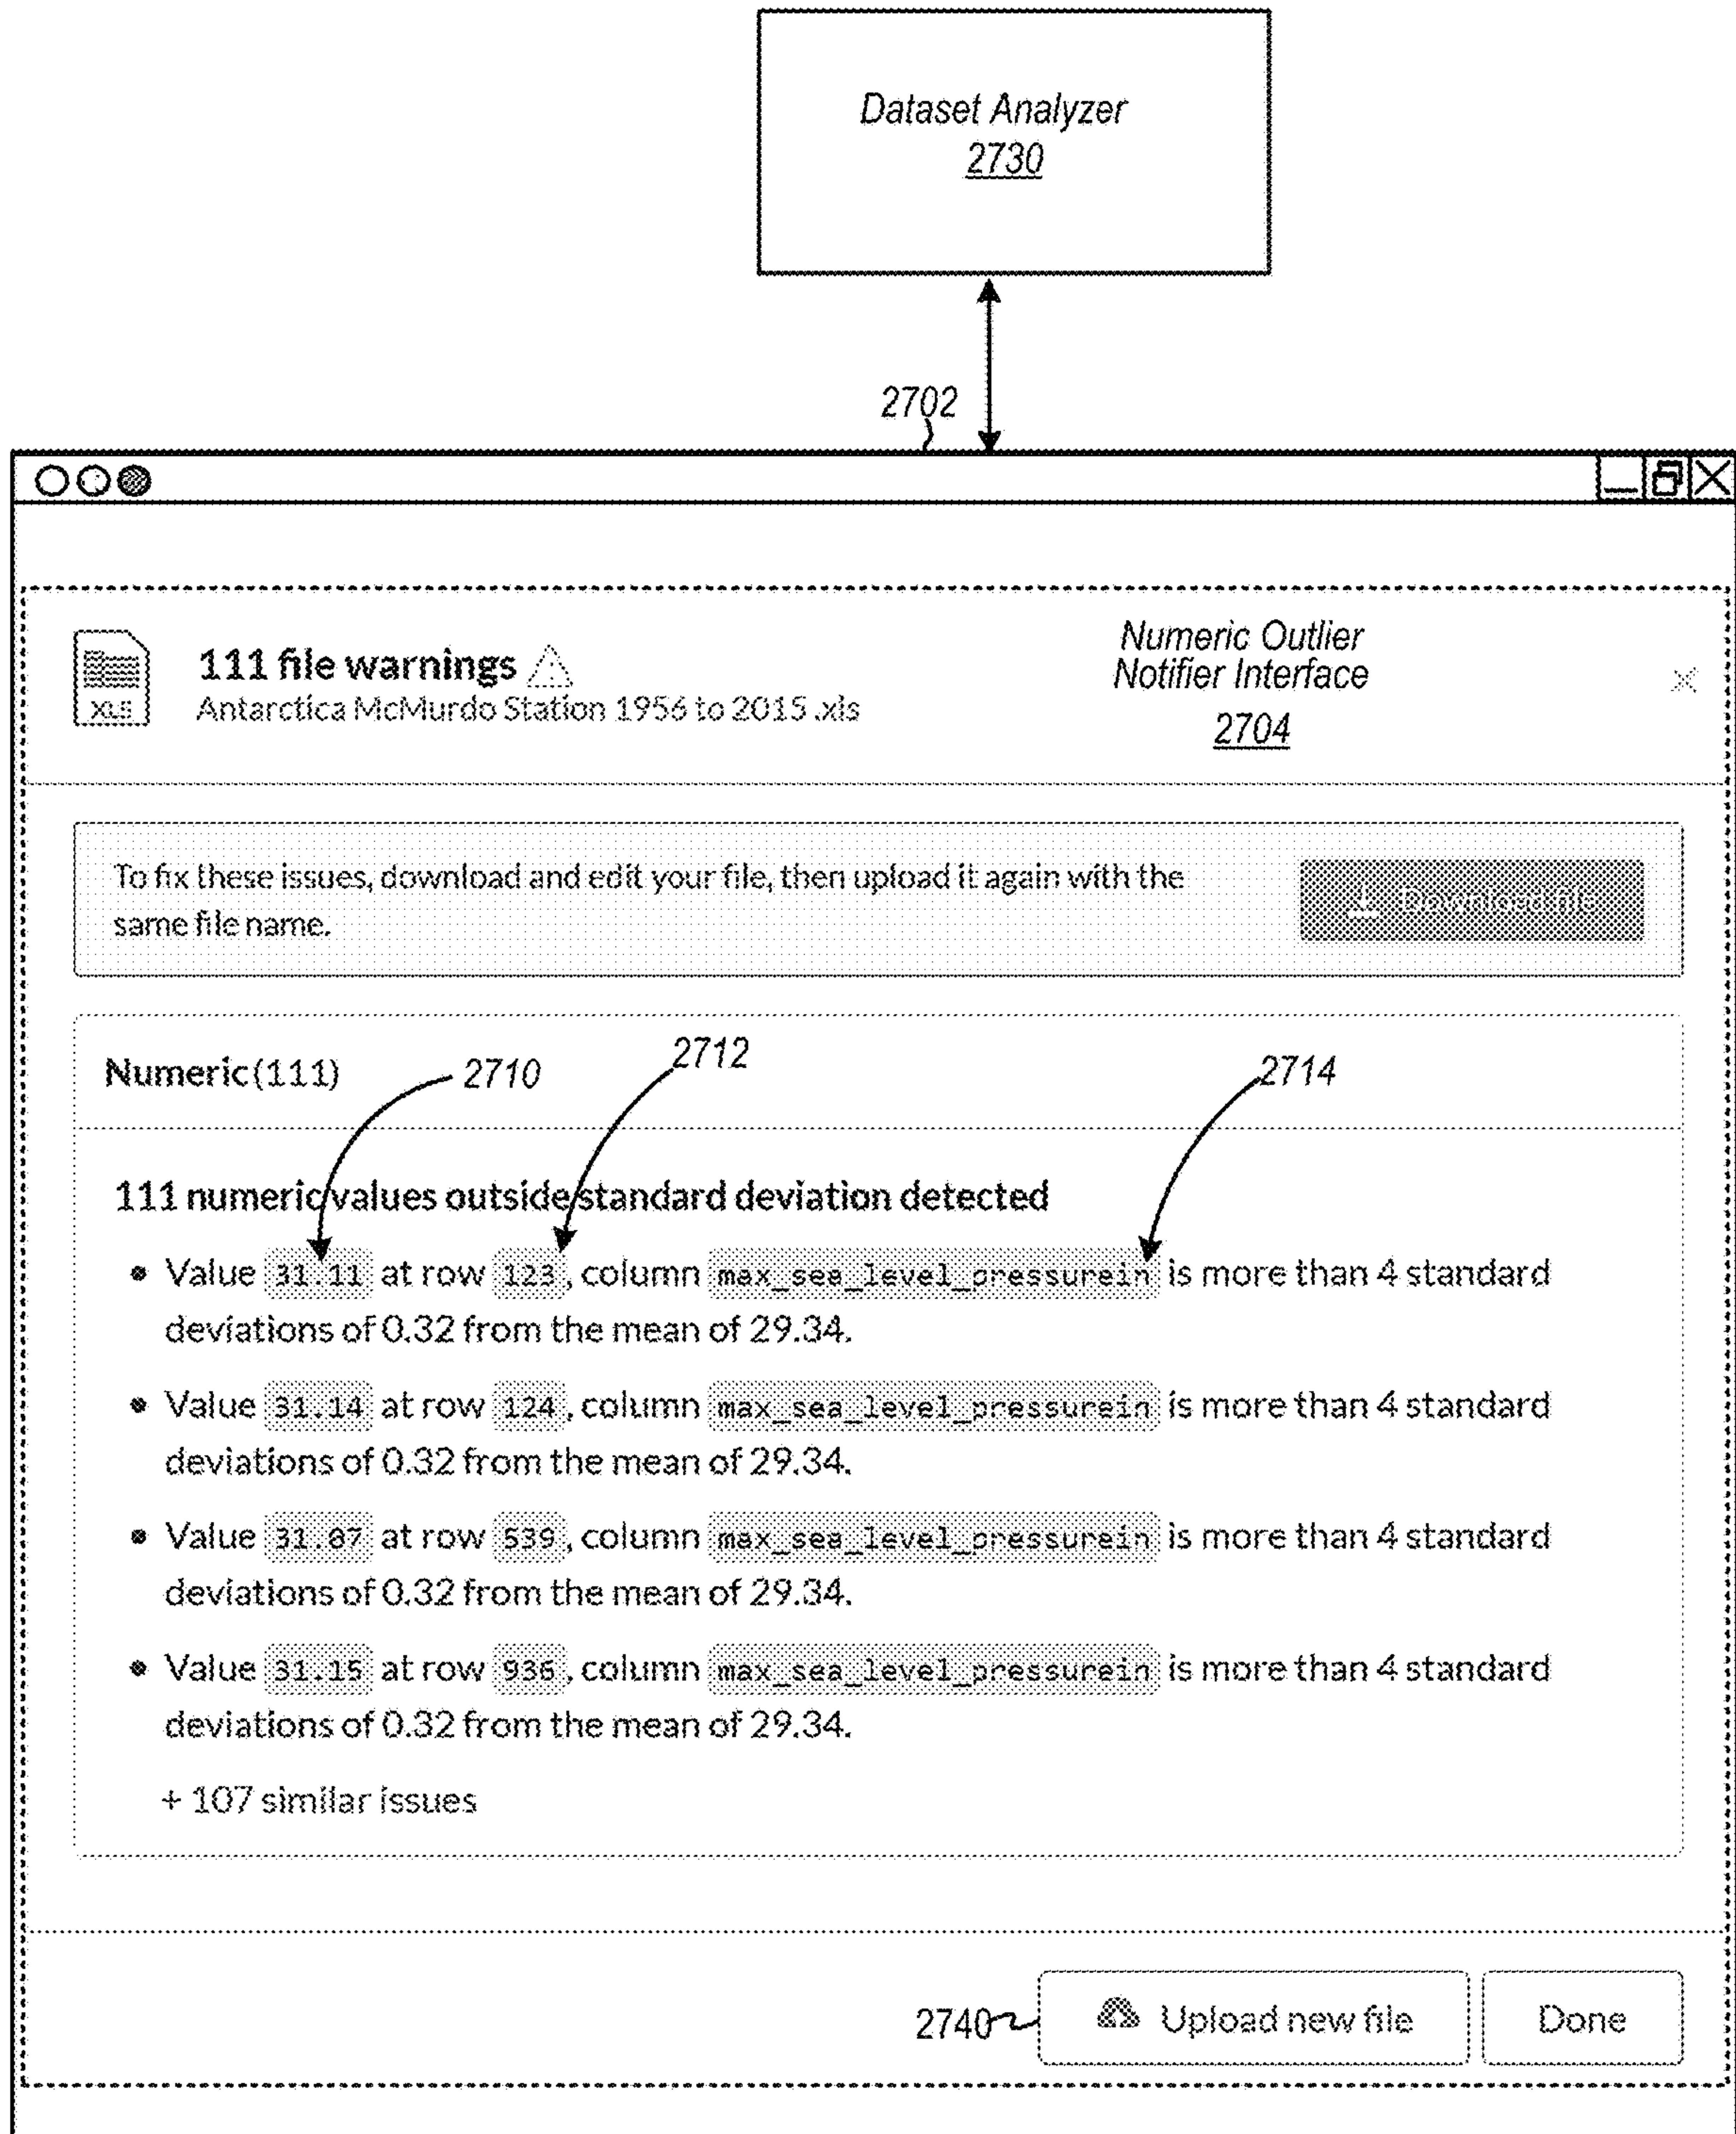 Dataset Analyzer
2730
2702
111 file warnings
Antarctica McMurdo Station 1956 to 2015 .xls
XLS
Numeric Outlier
Notifier Interface
2704
To fix these issues, download and edit your file, then upload it again with the
same file name.
Download file
Numeric (111)
2710
2712
2714
111 numeric values outside standard deviation detected
• Value 31.11 at row 123, column max_sea_level_pressurein is more than 4 standard
deviations of 0.32 from the mean of 29.34.
• Value 31.14 at row 124, column max_sea_level_pressurein is more than 4 standard
deviations of 0.32 from the mean of 29.34.
• Value 31.07 at row 539, column max_sea_level_pressurein is more than 4 standard
deviations of 0.32 from the mean of 29.34.
• Value 31.15 at row 936, column max_sea_level_pressurein is more than 4 standard
deviations of 0.32 from the mean of 29.34.
+ 107 similar issues
2740
Upload new file
Done